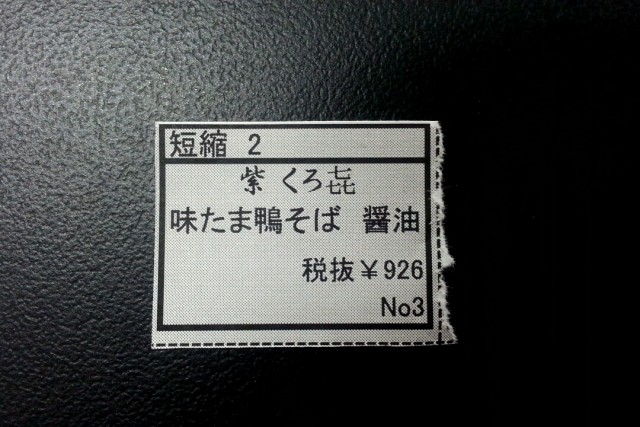 短縮 2
紫 くろ㐂
味たま鴨そば 醤油
税抜￥926
No3